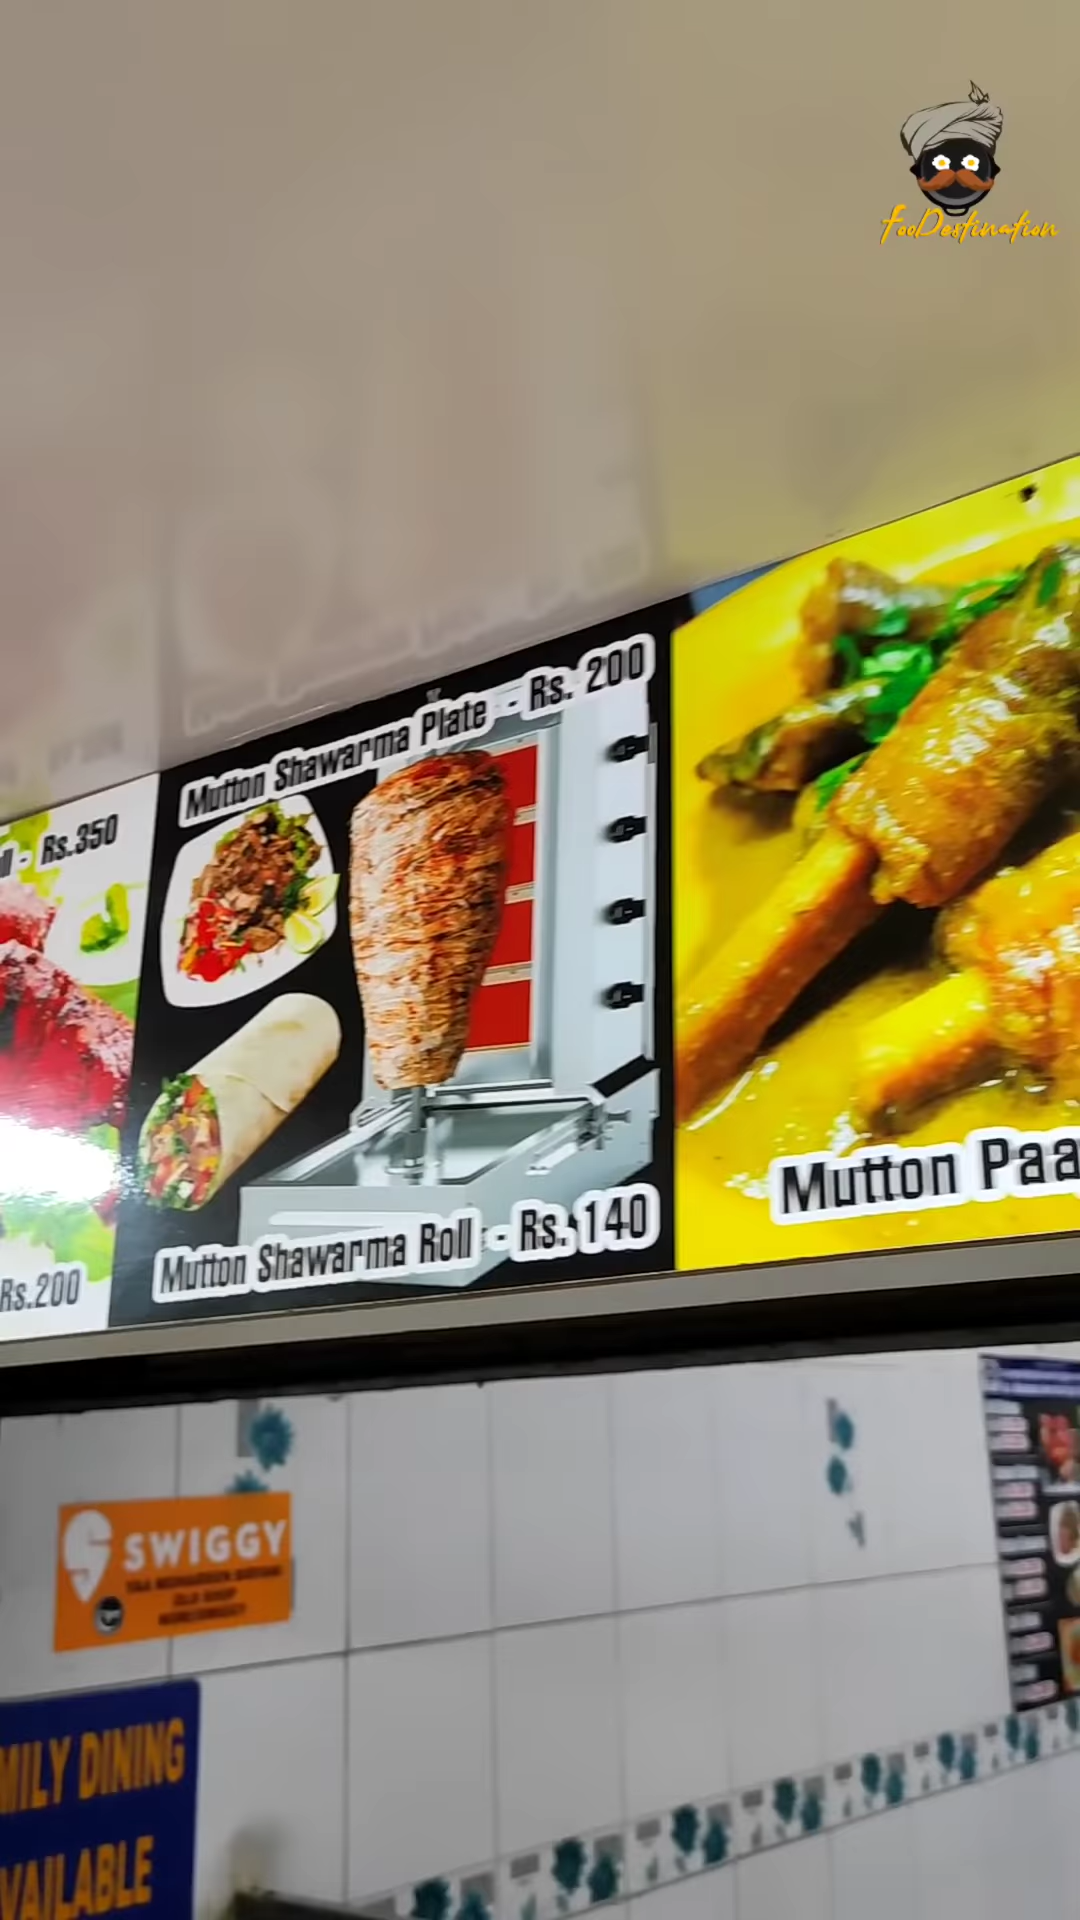 fooDestination
Mutton Shawarma Plate - Rs. 200
Rs.350
Mutton Shawarma Roll - Rs. 140
Rs.200
Mutton Paa
SWIGGY
MILY DINING
VAILABLE